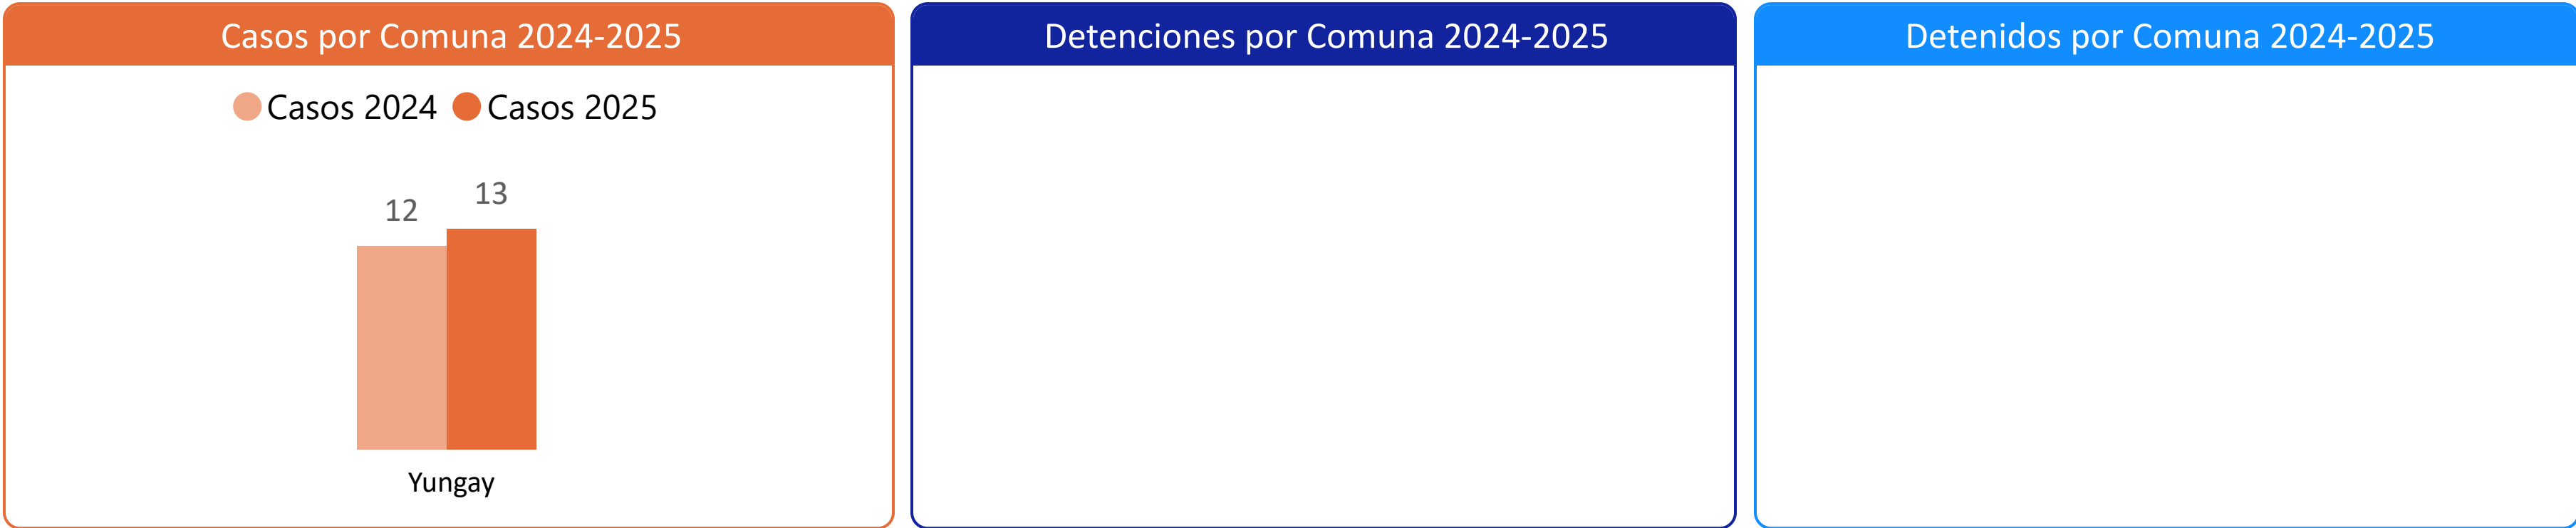 Casos por Comuna 2024-2025
Casos 2024 Casos 2025
12
13
Yungay
Detenciones por Comuna 2024-2025
Detenidos por Comuna 2024-2025